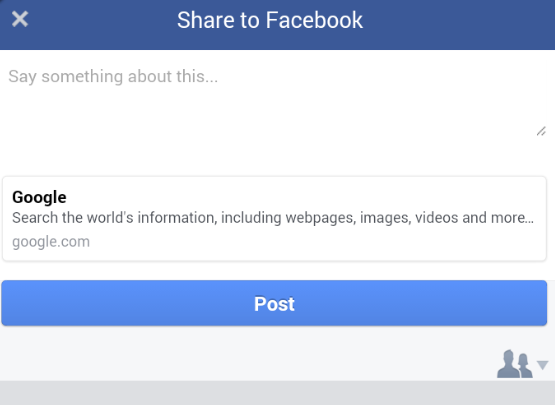 Share to Facebook
Say something about this...
Google
Search the world's information, including webpages, images, videos and more...
google.com
Post